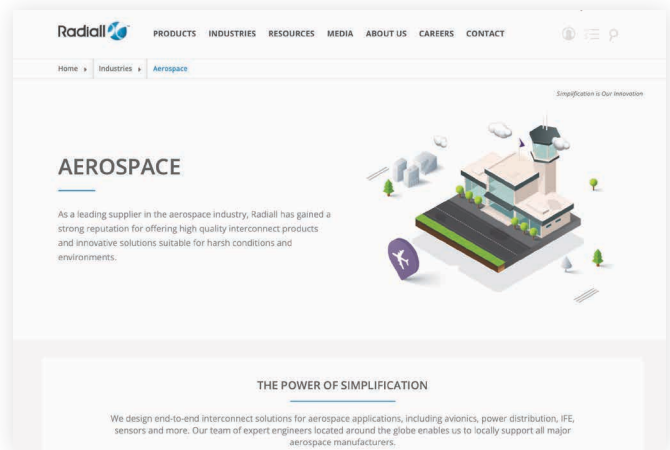 Radiall
PRODUCTS INDUSTRIES RESOURCES MEDIA ABOUT US CAREERS CONTACT
Home Industries Aerospace
Simplification is Our Innovation
AEROSPACE
As a leading supplier in the aerospace industry, Radiall has gained a
strong reputation for offering high quality interconnect products
and innovative solutions suitable for harsh conditions and
environments.
THE POWER OF SIMPLIFICATION
We design end-to-end interconnect solutions for aerospace applications, including avionics, power distribution, IFE,
sensors and more. Our team of expert engineers located around the globe enables us to locally support all major
aerospace manufacturers.